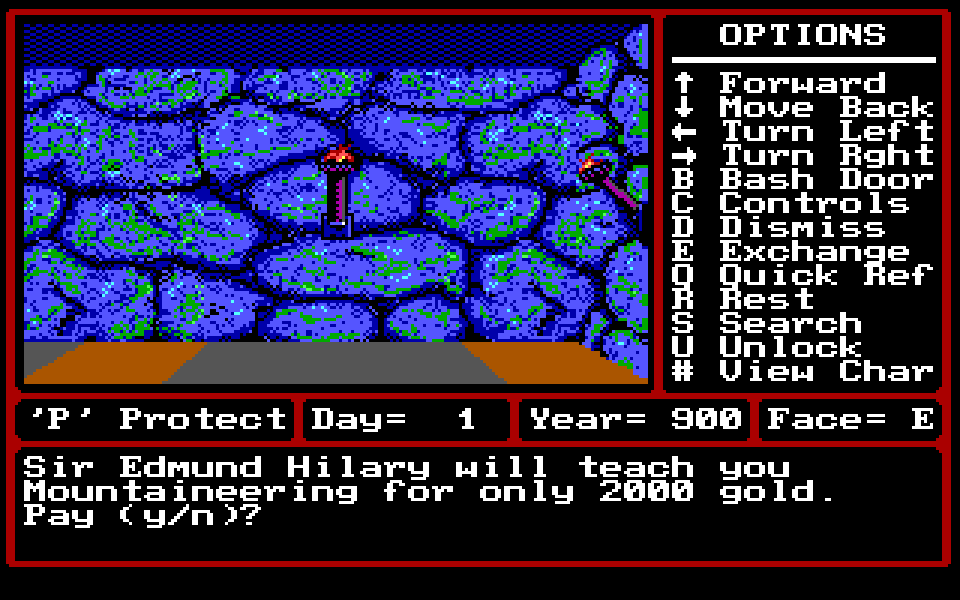 OPTIONS
↑ Forward
↓ Move Back
← Turn Left
→ Turn Rght
B Bash Door
C Controls
D Dismiss
E Exchange
Q Quick Ref
R Rest
S Search
U Unlock
# View Char
'P' Protect
Day= 1
Year= 900
Face= E
Sir Edmund Hilary will teach you
Mountaineering for only 2000 gold.
Pay (y/n)?